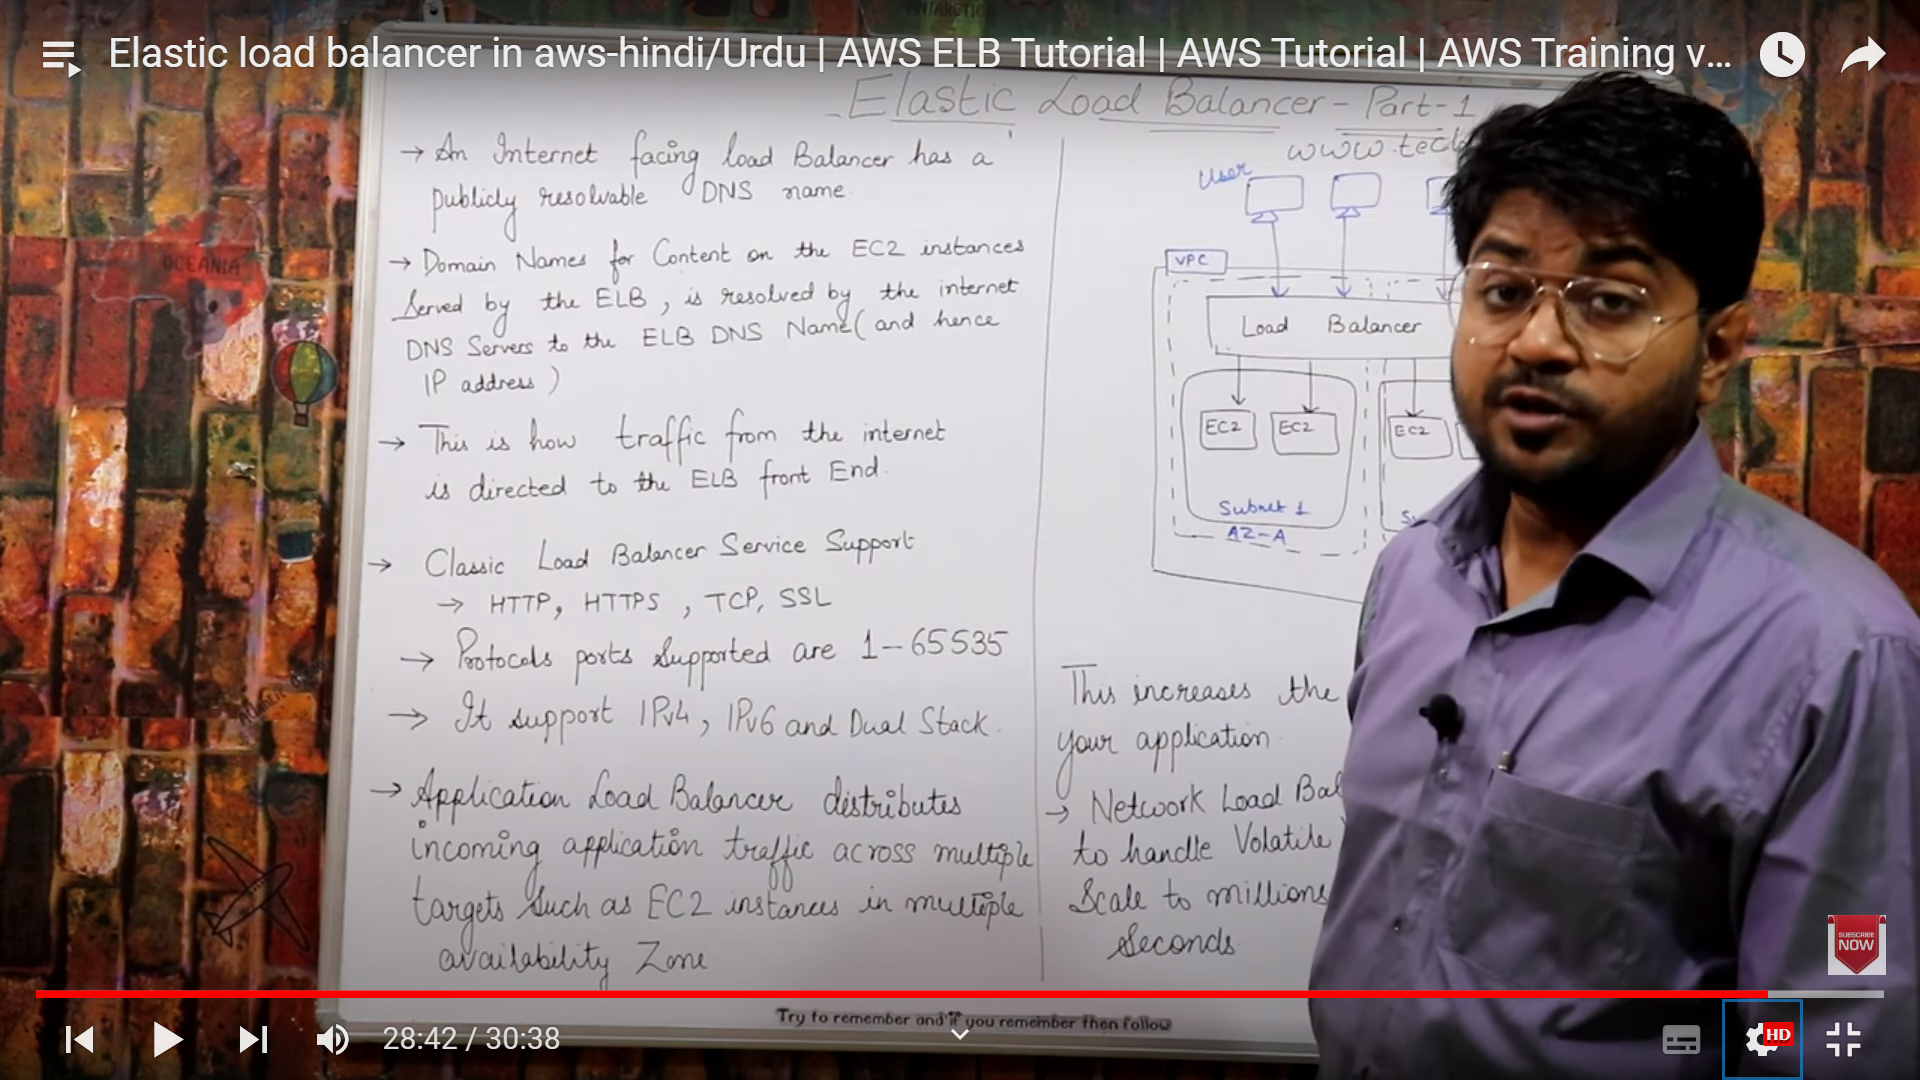 ANTARCTICA
Elastic load balancer in aws-hindi/Urdu | AWS ELB Tutorial | AWS Tutorial | AWS Training v...
Elastic Load Balancer - Part-1
→ An Internet facing load Balancer has a
publicly resolvable DNS name.
→ Domain Names for Content on the EC2 instances
Served by the ELB, is resolved by the internet
DNS Servers to the ELB DNS Name (and hence
IP address)
→ This is how traffic from the internet
is directed to the ELB front End.
→ Classic Load Balancer Service Support
→ HTTP, HTTPS, TCP, SSL
→ Protocols ports Supported are 1-65535
→ It support IPv4, IPv6 and Dual Stack.
→ Application Load Balancer distributes
incoming application traffic across multiple
targets Such as EC2 instances in multiple
availability Zone
www.tec
User
VPC
Load Balancer
EC2 EC2 EC2
Subnet 1
AZ-A
This increases the
your application
→ Network Load Bal
to handle Volatile
Scale to millions
Seconds
OCEANIA
SUBSCRIBE
NOW
Try to remember and if you remember then follow
28:42 / 30:38
HD